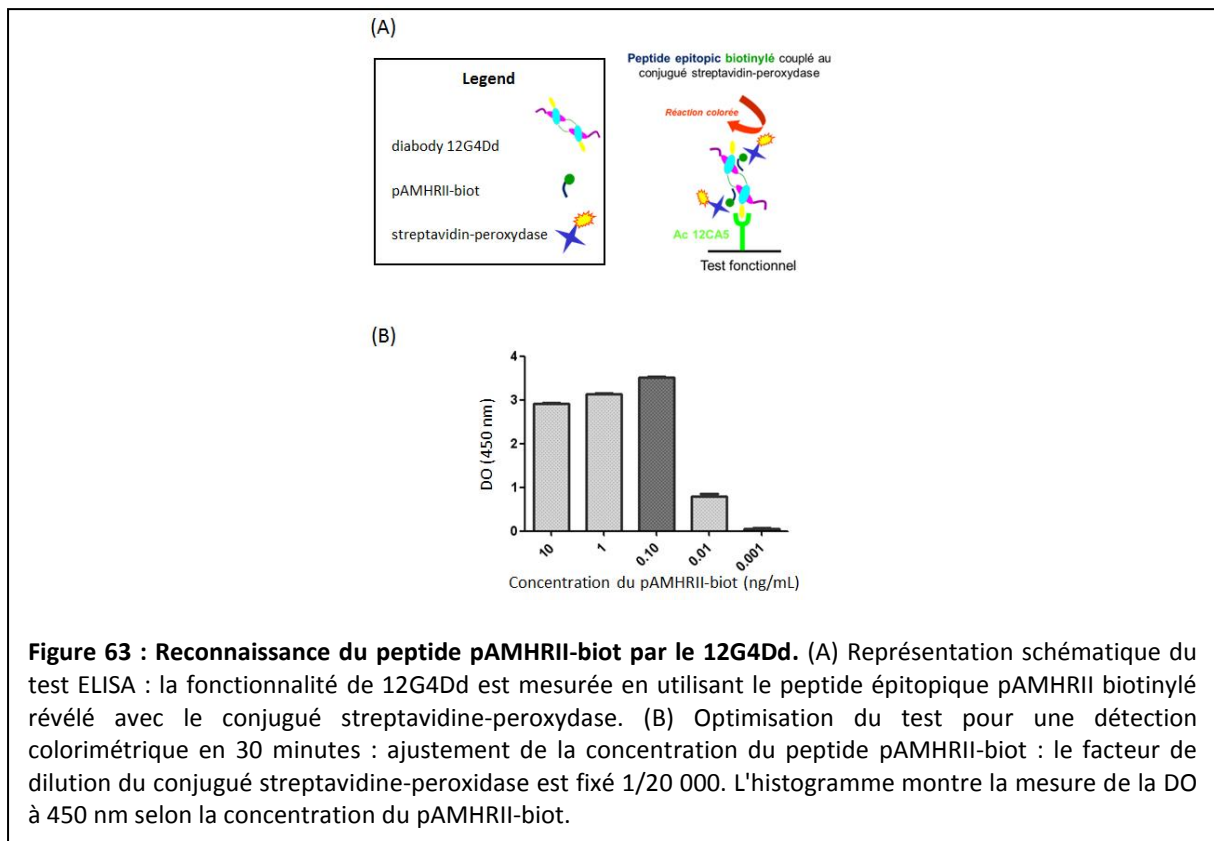 (A)
Legend
diabody 12G4Dd
pAMHRII-biot
streptavidin-peroxydase
Peptide epitopic biotinylé couplé au
conjugué streptavidin-peroxydase
Réaction colorée
Ac 12CA5
Test fonctionnel
(B)
4
3
2
1
0
DO (450 nm)
10
1
0.10
0.01
0.001
Concentration du pAMHRII-biot (ng/mL)
Figure 63 : Reconnaissance du peptide pAMHRII-biot par le 12G4Dd. (A) Représentation schématique du
test ELISA : la fonctionnalité de 12G4Dd est mesurée en utilisant le peptide épitopique pAMHRII biotinylé
révélé avec le conjugué streptavidine-peroxydase. (B) Optimisation du test pour une détection
colorimétrique en 30 minutes : ajustement de la concentration du peptide pAMHRII-biot : le facteur de
dilution du conjugué streptavidine-peroxidase est fixé 1/20 000. L'histogramme montre la mesure de la DO
à 450 nm selon la concentration du pAMHRII-biot.